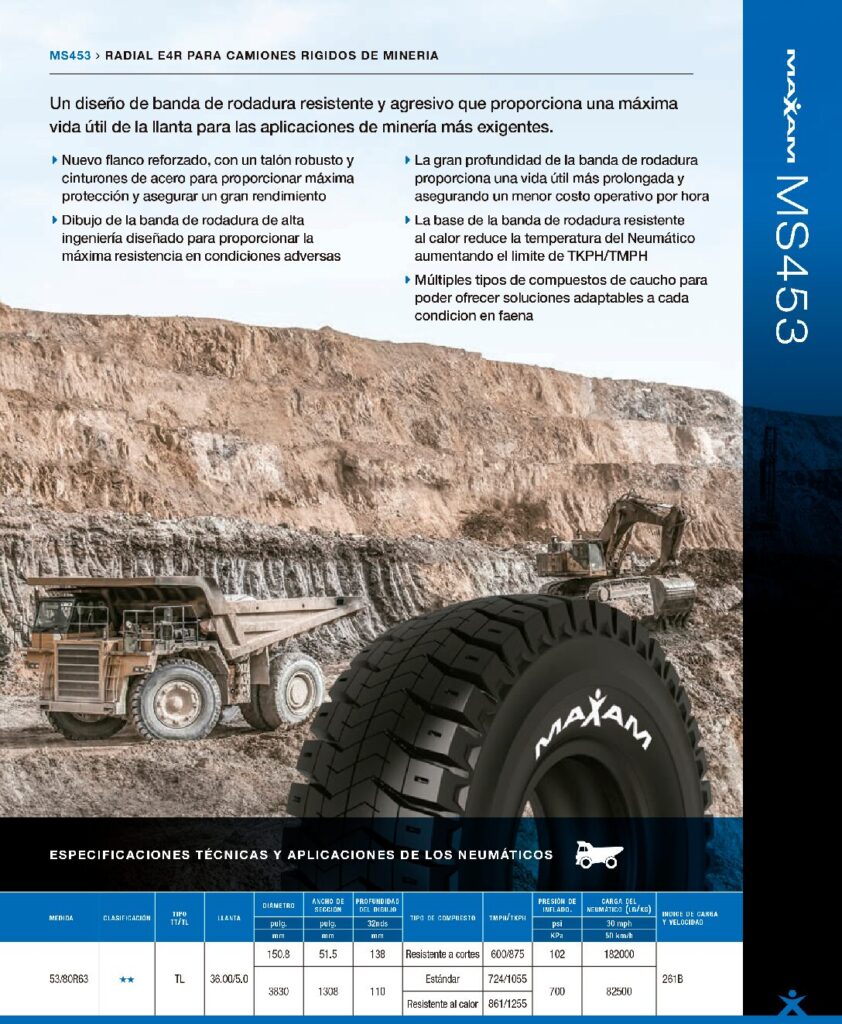 MS453 › RADIAL E4R PARA CAMIONES RIGIDOS DE MINERIA
Un diseño de banda de rodadura resistente y agresivo que proporciona una máxima
vida útil de la llanta para las aplicaciones de minería más exigentes.
Nuevo flanco reforzado, con un talón robusto y
cinturones de acero para proporcionar máxima
protección y asegurar un gran rendimiento
Dibujo de la banda de rodadura de alta
ingeniería diseñado para proporcionar la
máxima resistencia en condiciones adversas
La gran profundidad de la banda de rodadura
proporciona una vida útil más prolongada y
asegurando un menor costo operativo por hora
La base de la banda de rodadura resistente
al calor reduce la temperatura del Neumático
aumentando el limite de TKPH/TMPH
Múltiples tipos de compuestos de caucho para
poder ofrecer soluciones adaptables a cada
condicion en faena
MAXAM MS453
MAXAM
ESPECIFICACIONES TÉCNICAS Y APLICACIONES DE LOS NEUMÁTICOS
MEDIDA CLASIFICACIÓN TIPO TT/TL LLANTA DIÁMETRO ANCHO DE SECCIÓN PROFUNDIDAD DEL DIBUJO TIPO DE COMPUESTO TMPH/TKPH PRESIÓN DE INFLADO. CARGA DEL NEUMÁTICO (LB/KG) INDICE DE CARGA Y VELOCIDAD
pulg. pulg. 32nds psi 30 mph
mm mm mm KPa 50 km/h
53/80R63 ★★ TL 36.00/5.0 150.8 51.5 138 Resistente a cortes 600/875 102 182000 261B
3830 1308 110 Estándar 724/1055 700 82500
Resistente al calor 861/1255